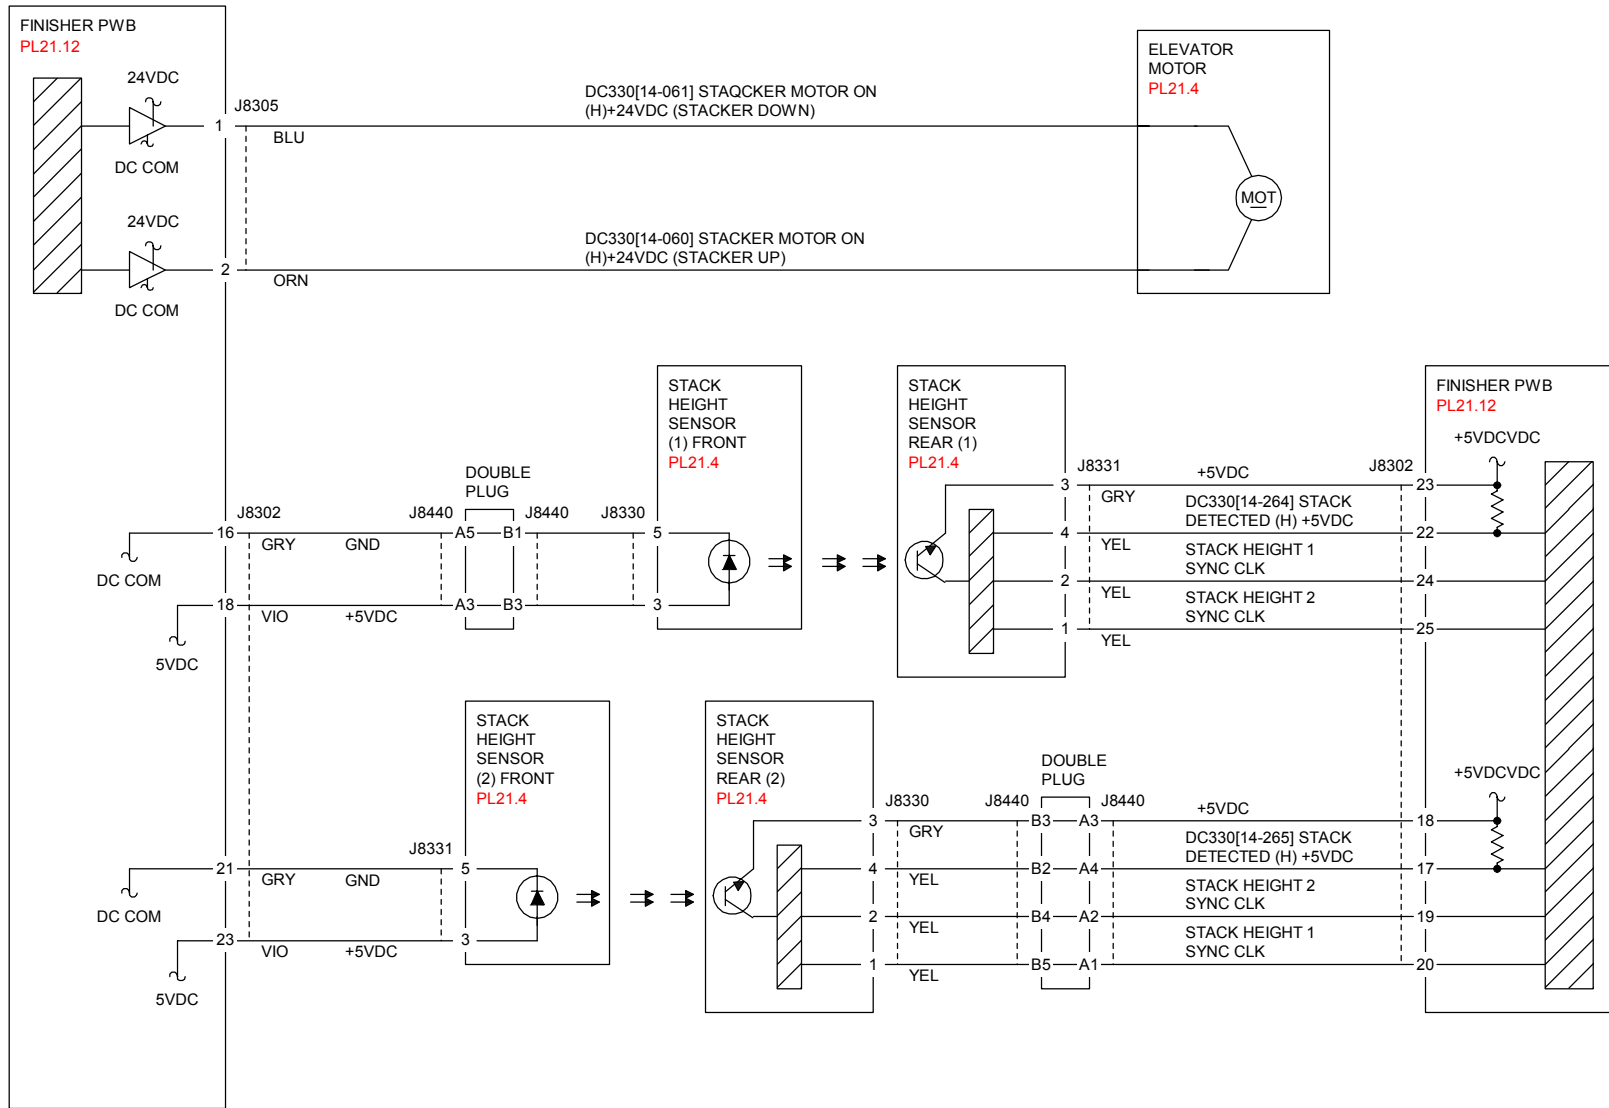 FINISHER PWB
PL21.12
24VDC
J8305
1
BLU
DC COM
24VDC
2
ORN
DC COM
DC330[14-061] STAQCKER MOTOR ON
(H)+24VDC (STACKER DOWN)
DC330[14-060] STACKER MOTOR ON
(H)+24VDC (STACKER UP)
ELEVATOR
MOTOR
PL21.4
MOT
STACK
HEIGHT
SENSOR
(1) FRONT
PL21.4
STACK
HEIGHT
SENSOR
REAR (1)
PL21.4
FINISHER PWB
PL21.12
+5VDCVDC
DOUBLE
PLUG
J8302
J8440
J8440
J8330
16
GRY
GND
A5
B1
5
DC COM
18
VIO
+5VDC
A3
B3
3
5VDC
J8331
+5VDC
J8302
3
GRY
23
DC330[14-264] STACK
DETECTED (H) +5VDC
4
YEL
22
STACK HEIGHT 1
SYNC CLK
2
YEL
24
STACK HEIGHT 2
SYNC CLK
1
YEL
25
STACK
HEIGHT
SENSOR
(2) FRONT
PL21.4
STACK
HEIGHT
SENSOR
REAR (2)
PL21.4
DOUBLE
PLUG
+5VDCVDC
J8331
21
GRY
GND
5
DC COM
23
VIO
+5VDC
3
5VDC
J8330
J8440
J8440
+5VDC
3
GRY
B3
A3
18
DC330[14-265] STACK
DETECTED (H) +5VDC
4
YEL
B2
A4
17
STACK HEIGHT 2
SYNC CLK
2
YEL
B4
A2
19
STACK HEIGHT 1
SYNC CLK
1
YEL
B5
A1
20